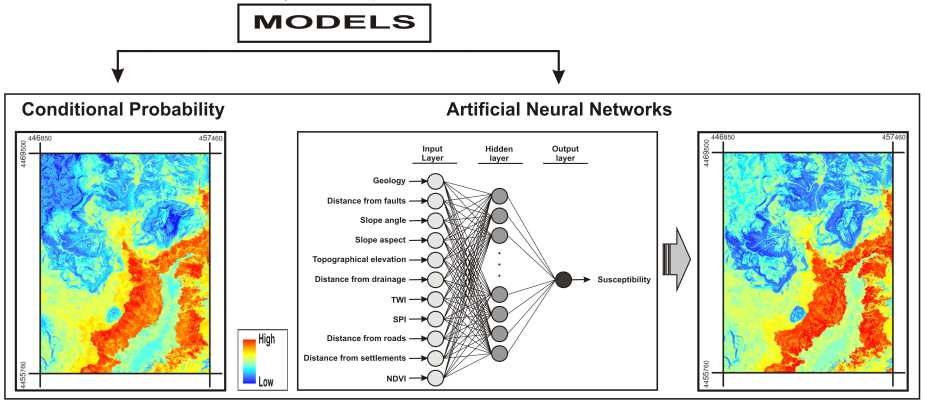 MODELS
Conditional Probability
Artificial Neural Networks
446850
457460
4469500
4455760
High
Low
Input
Layer
Hidden
layer
Output
layer
Geology
Distance from faults
Slope angle
Slope aspect
Topographical elevation
Distance from drainage
TWI
SPI
Distance from roads
Distance from settlements
NDVI
Susceptibility
446850
457460
4469500
4455760